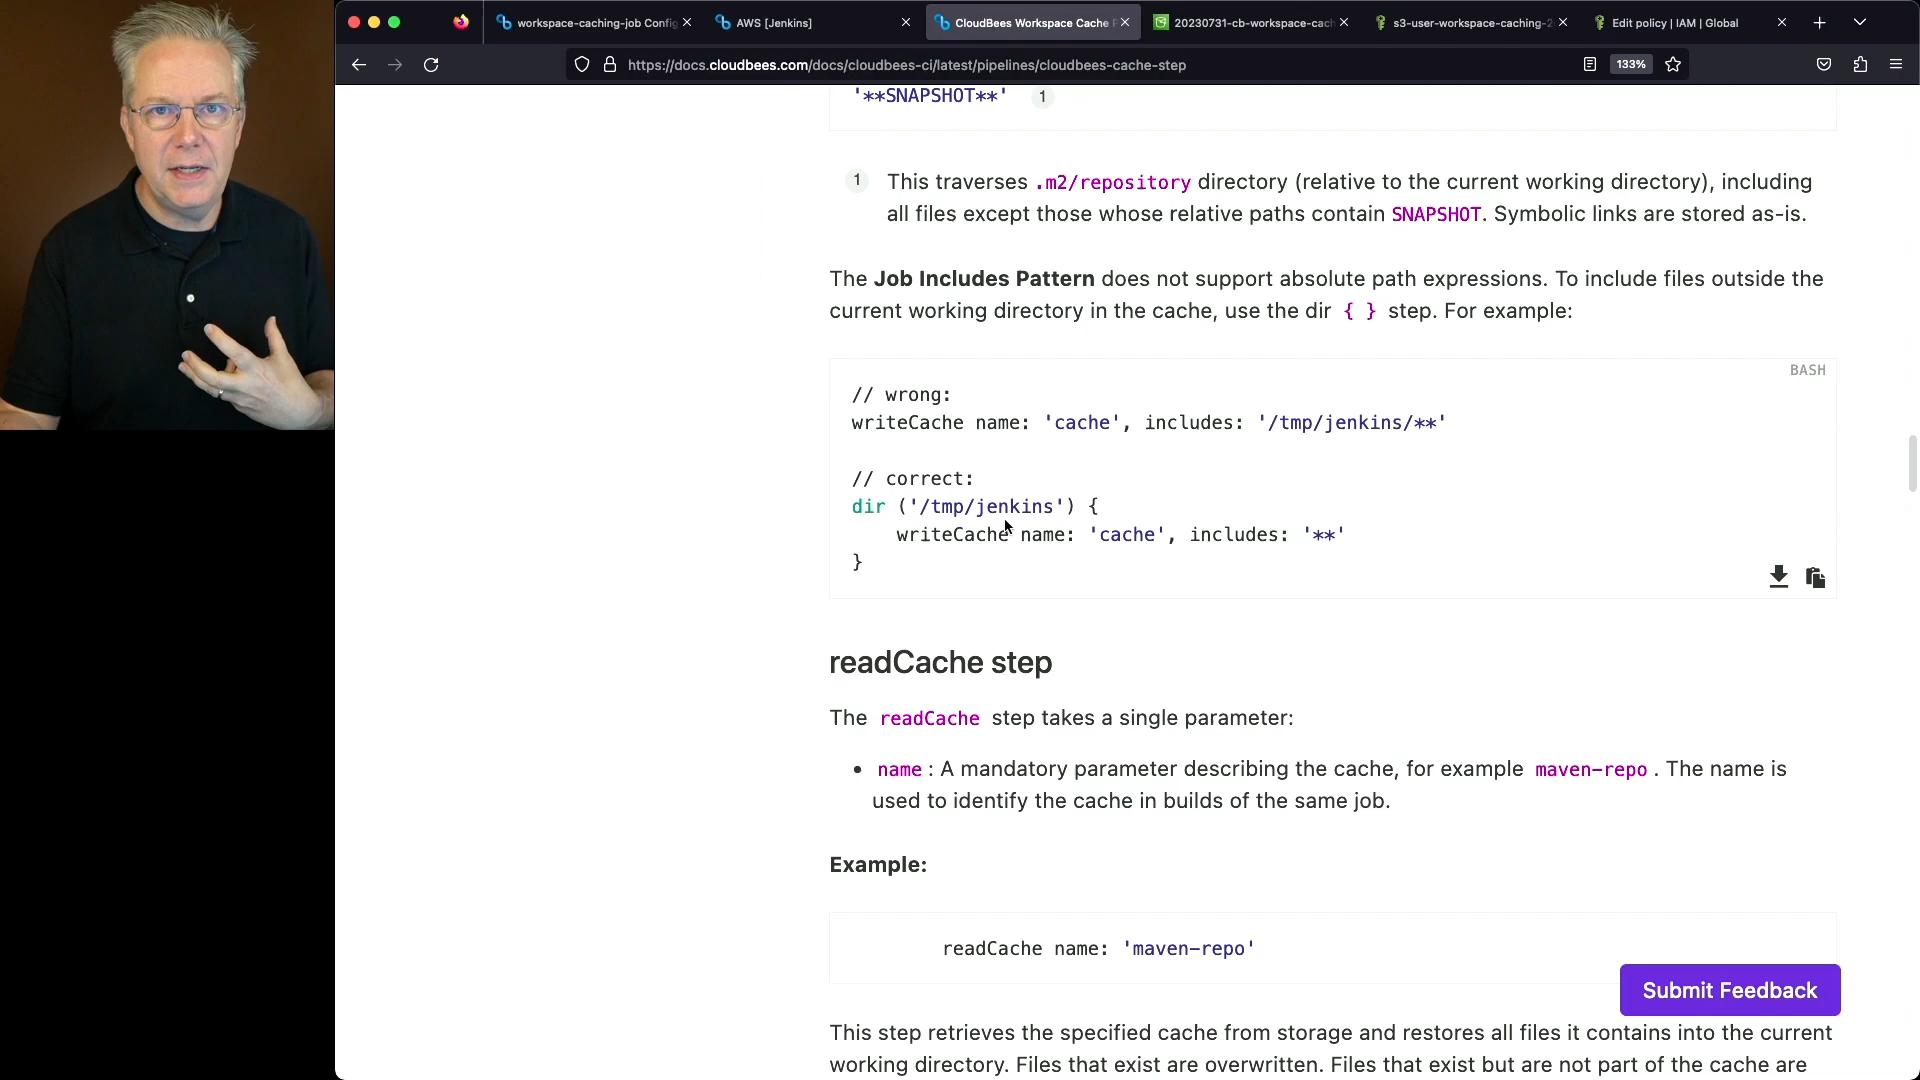 workspace-caching-job Config
AWS [Jenkins]
CloudBees Workspace Cache P
20230731-cb-workspace-cach
s3-user-workspace-caching-2
Edit policy | IAM | Global
https://docs.cloudbees.com/docs/cloudbees-ci/latest/pipelines/cloudbees-cache-step
133%
'**SNAPSHOT**' 1
1 This traverses .m2/repository directory (relative to the current working directory), including
all files except those whose relative paths contain SNAPSHOT. Symbolic links are stored as-is.
The Job Includes Pattern does not support absolute path expressions. To include files outside the
current working directory in the cache, use the dir { } step. For example:
BASH
// wrong:
writeCache name: 'cache', includes: '/tmp/jenkins/**'
// correct:
dir ('/tmp/jenkins') {
writeCache name: 'cache', includes: '**'
}
readCache step
The readCache step takes a single parameter:
• name : A mandatory parameter describing the cache, for example maven-repo . The name is
used to identify the cache in builds of the same job.
Example:
readCache name: 'maven-repo'
Submit Feedback
This step retrieves the specified cache from storage and restores all files it contains into the current
working directory. Files that exist are overwritten. Files that exist but are not part of the cache are